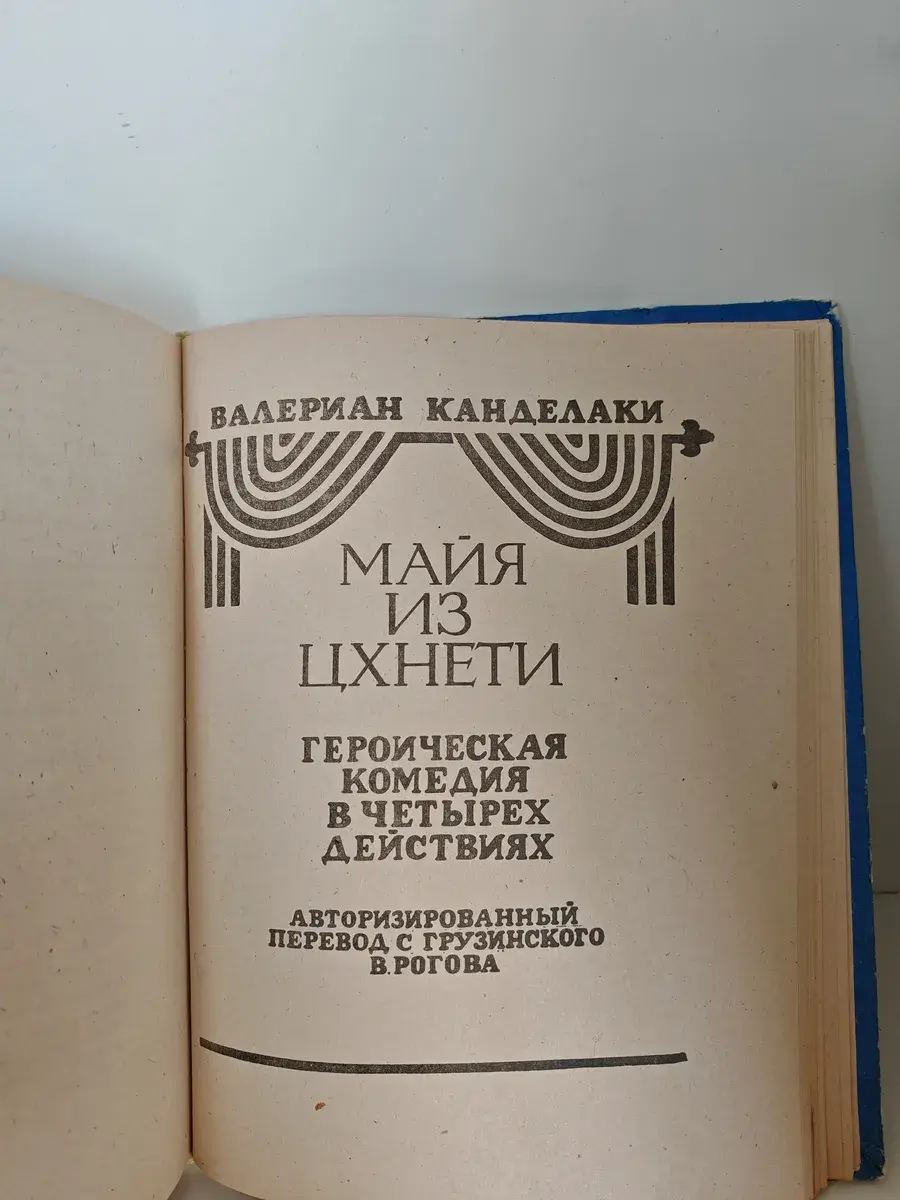 ВАЛЕРИАН КАНДЕЛАКИ
МАЙЯ
ИЗ
ЦХНЕТИ
ГЕРОИЧЕСКАЯ
КОМЕДИЯ
В ЧЕТЫРЕХ
ДЕЙСТВИЯХ
АВТОРИЗИРОВАННЫЙ
ПЕРЕВОД С ГРУЗИНСКОГО
В. РОГОВА